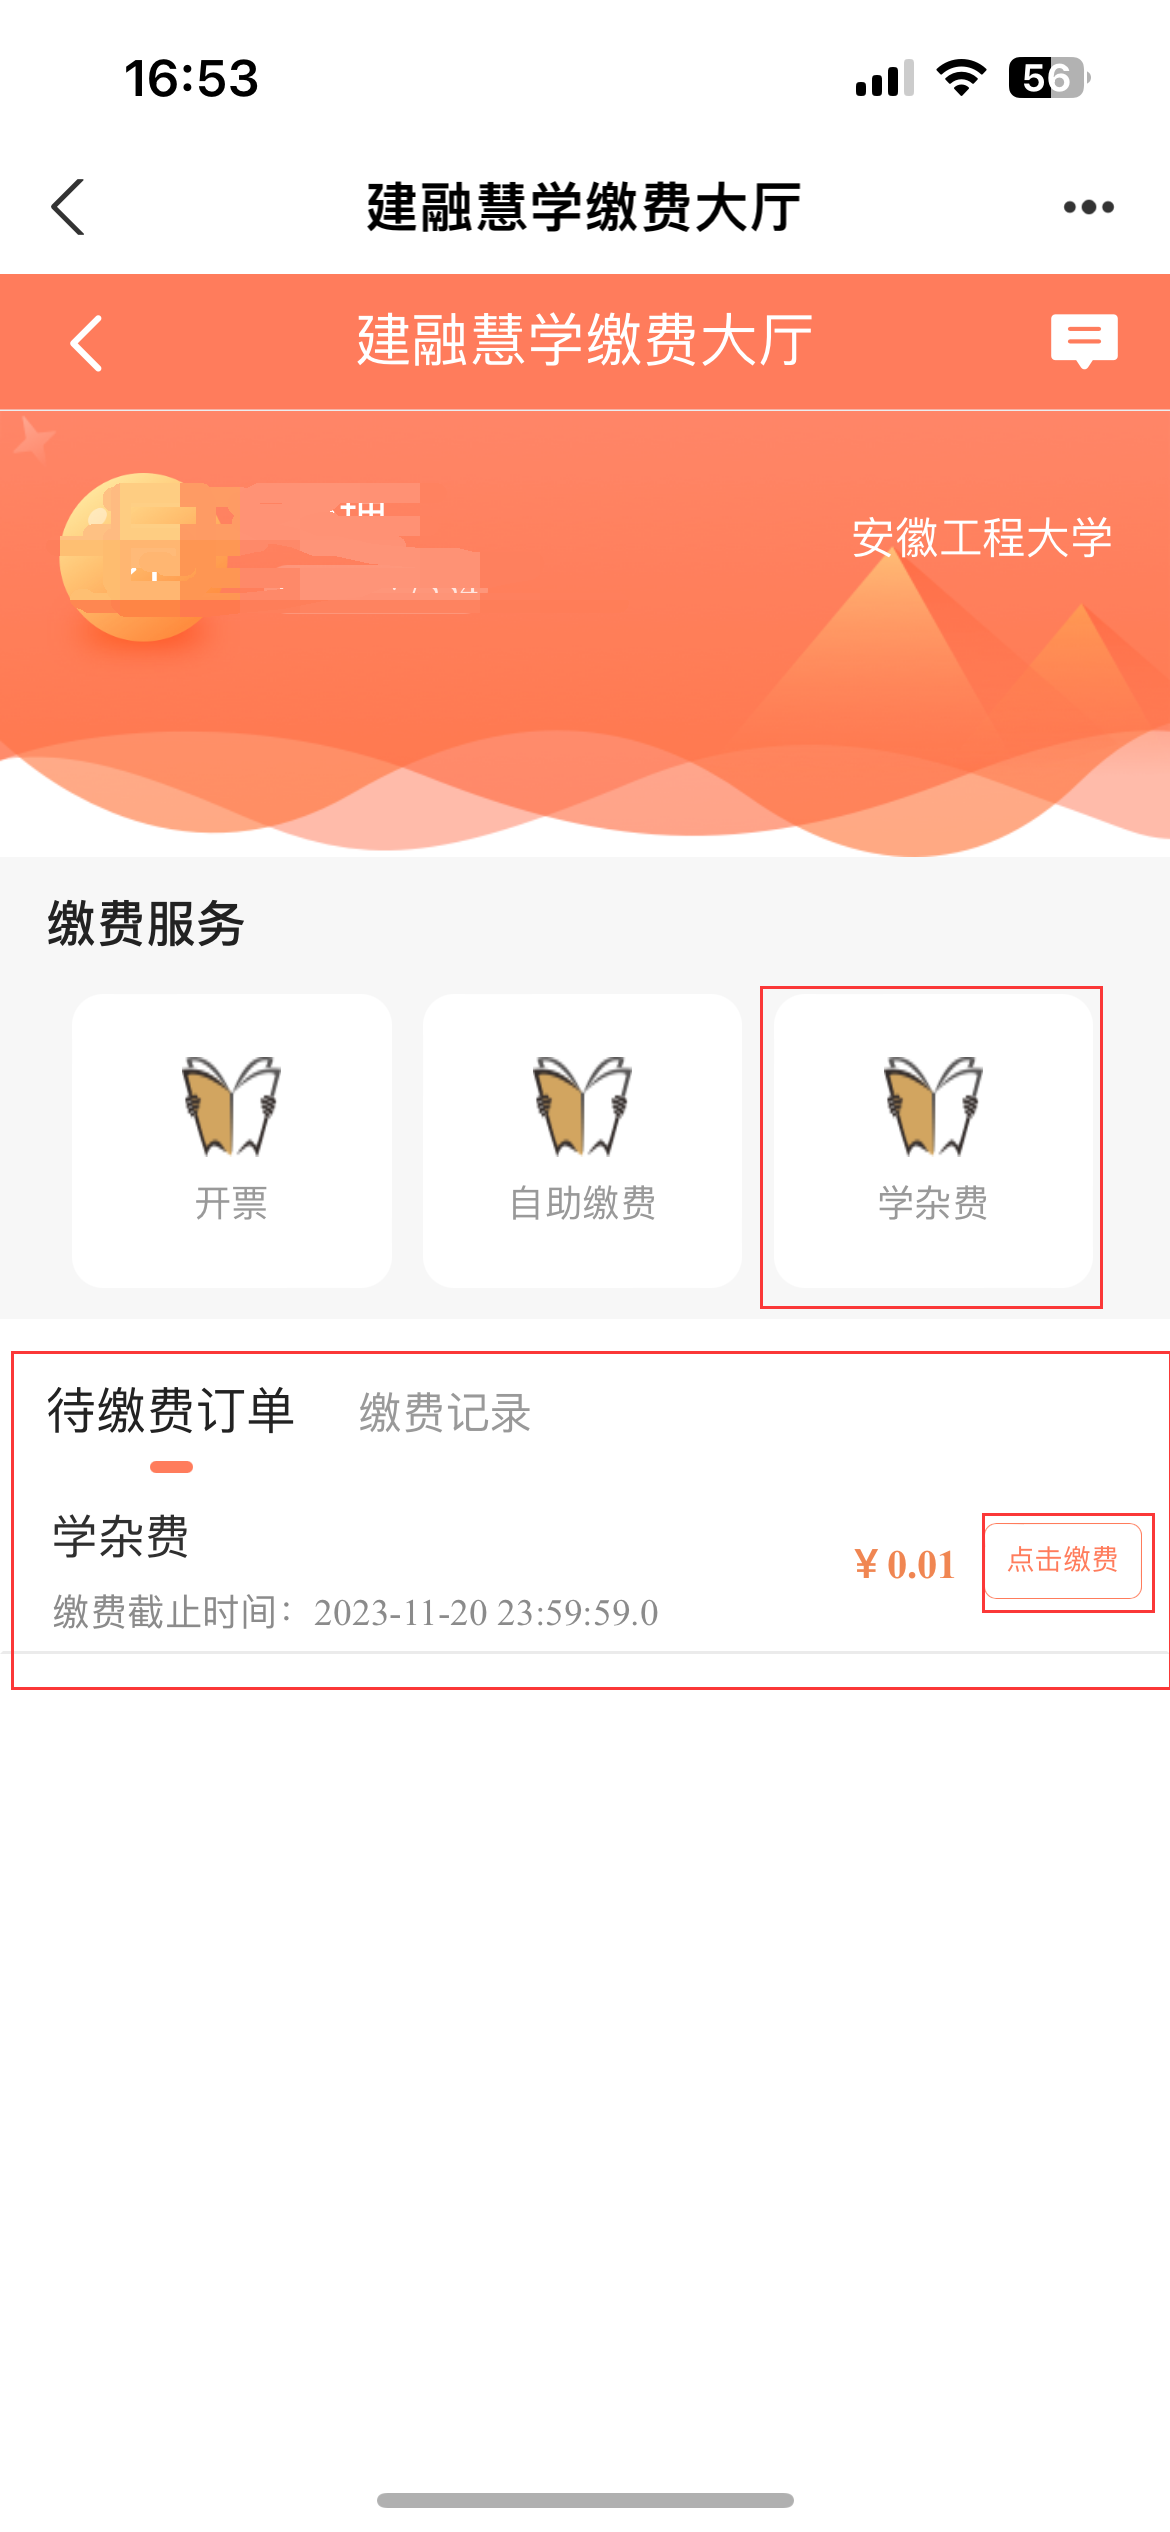 16:53
56
建融慧学缴费大厅
建融慧学缴费大厅
安徽工程大学
缴费服务
开票
自助缴费
学杂费
待缴费订单
缴费记录
学杂费
¥ 0.01
点击缴费
缴费截止时间：2023-11-20 23:59:59.0